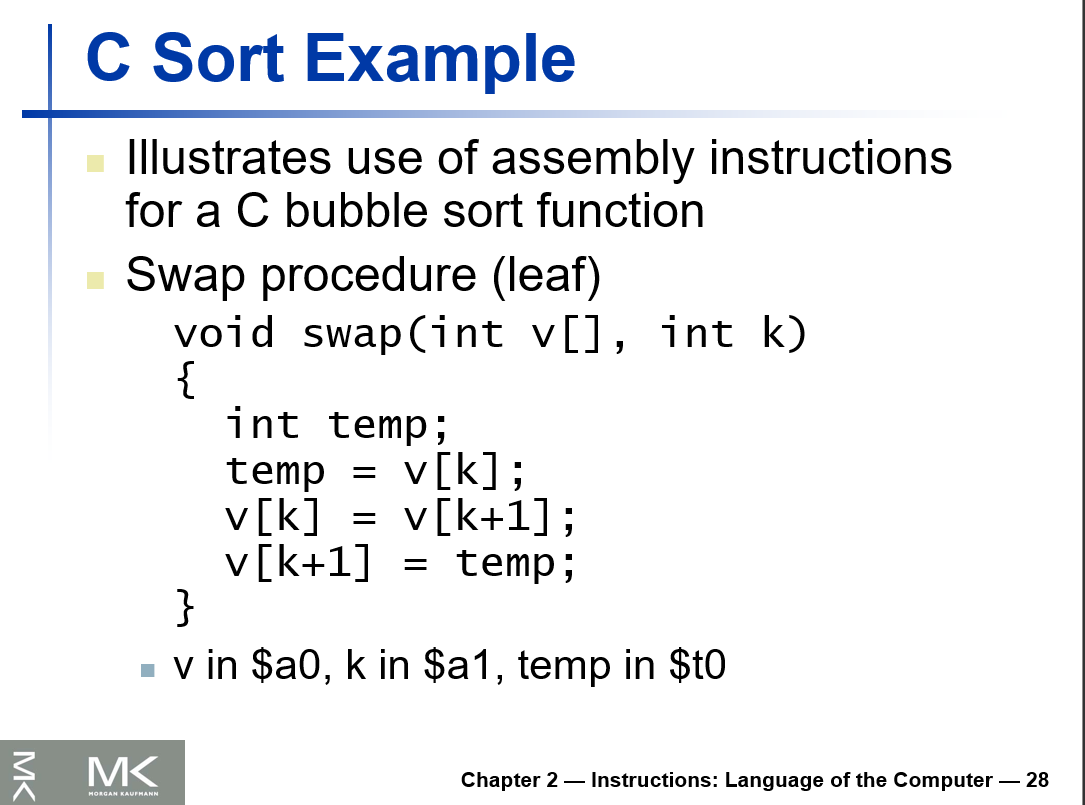 C Sort Example
Illustrates use of assembly instructions
for a C bubble sort function
Swap procedure (leaf)
void swap(int v[], int k)
{
int temp;
temp = v[k];
v[k] = v[k+1];
v[k+1] = temp;
}
v in $a0, k in $a1, temp in $t0
MK
MK
MORGAN KAUFMANN
Chapter 2 — Instructions: Language of the Computer — 28